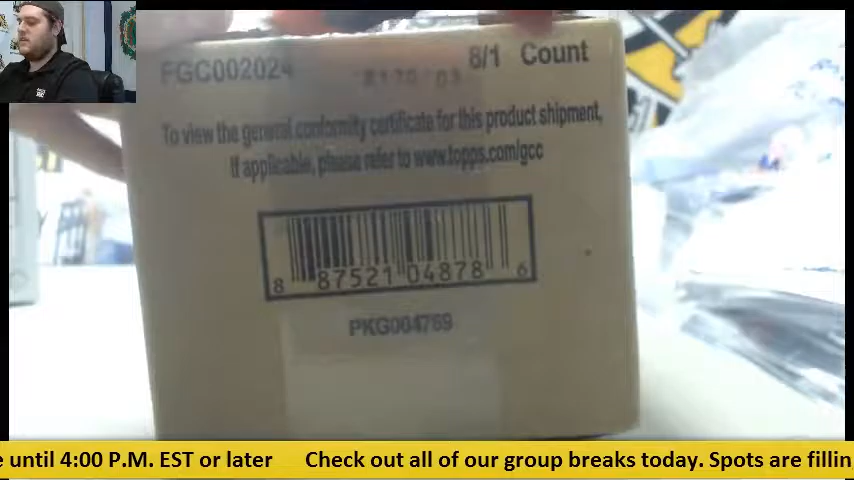 FGC002024
8/1 Count
To view the general conformity certificate for this product shipment,
if applicable, please refer to www.topps.com/gcc
8 87521 04878 6
PKG004769
e until 4:00 P.M. EST or later Check out all of our group breaks today. Spots are fillin